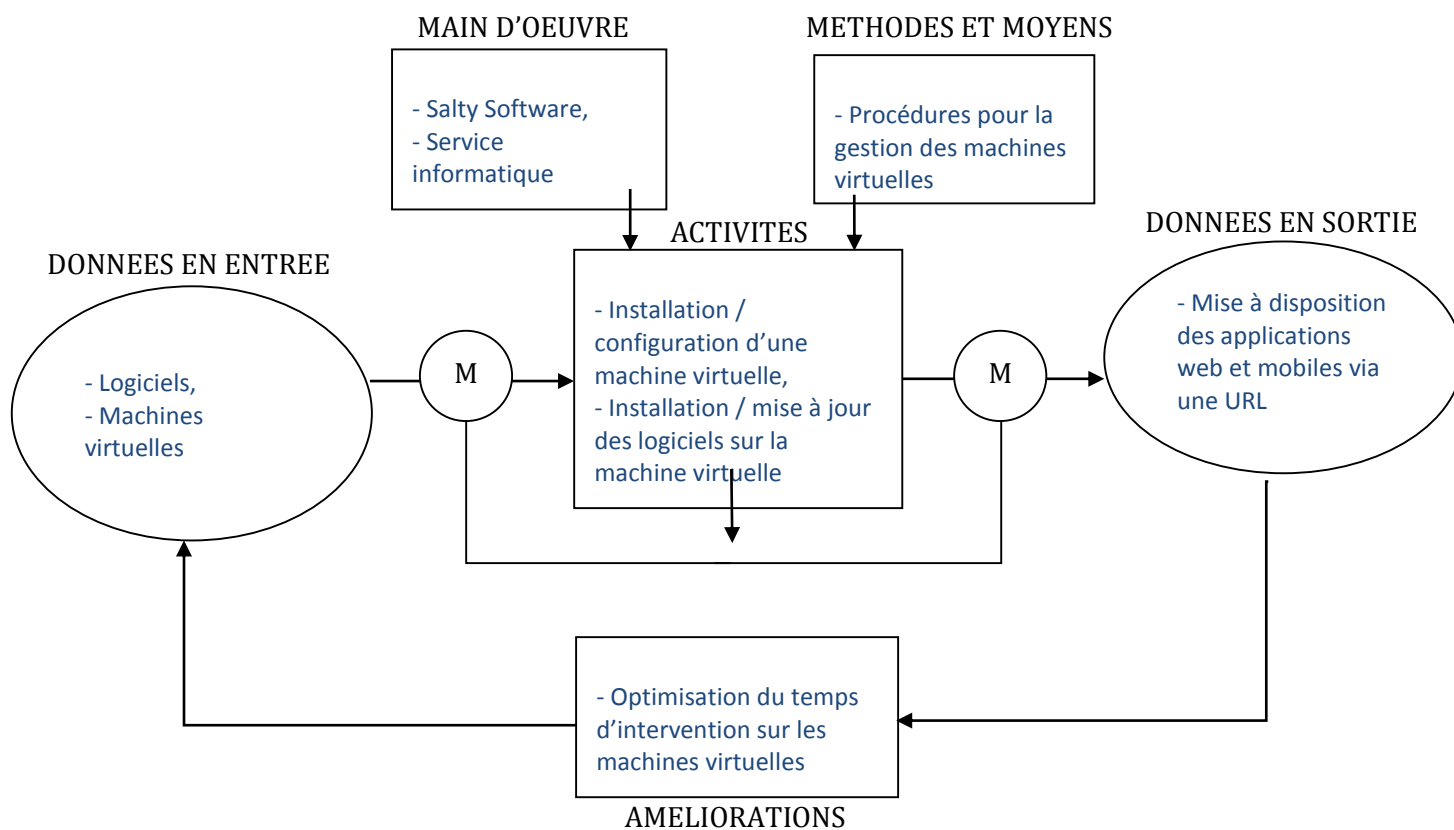 MAIN D'OEUVRE
- Salty Software,
- Service
informatique
METHODES ET MOYENS
- Procédures pour la
gestion des machines
virtuelles
DONNEES EN ENTREE
- Logiciels,
- Machines
virtuelles
M
ACTIVITES
- Installation /
configuration d’une
machine virtuelle,
- Installation / mise à jour
des logiciels sur la
machine virtuelle
M
DONNEES EN SORTIE
- Mise à disposition
des applications
web et mobiles via
une URL
- Optimisation du temps
d’intervention sur les
machines virtuelles
AMELIORATIONS